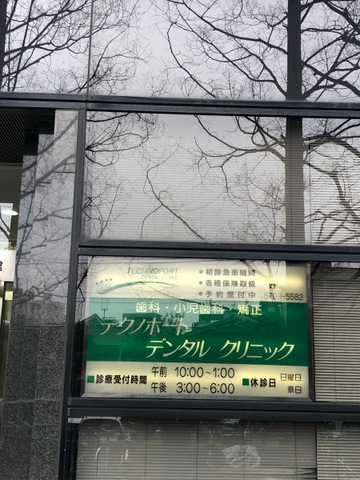 TECHNOPORT
DENTAL CLINIC
●初診急患随時
●各種保険取扱
●予約受付中
☎
5703-5582
歯科・小児歯科・矯正
テクノポート
デンタル クリニック
■診療受付時間 午前 10:00〜1:00
午後 3:00〜6:00
■休診日 日曜日
祭日